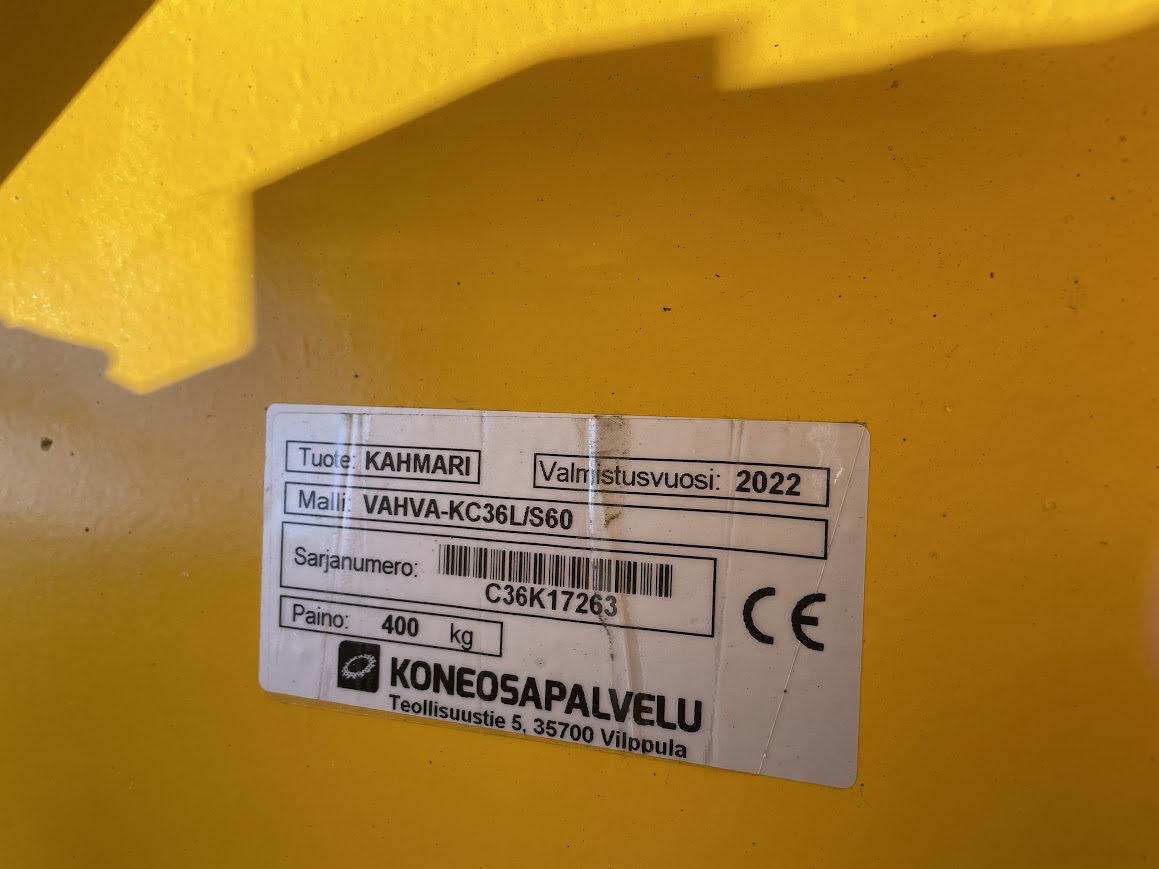 Tuote: KAHMARI
Valmistusvuosi: 2022
Malli: VAHVA-KC36L/S60
Sarjanumero:
C36K17263
Paino: 400 kg
CE
KONEOSAPALVELU
Teollisuustie 5, 35700 Vilppula